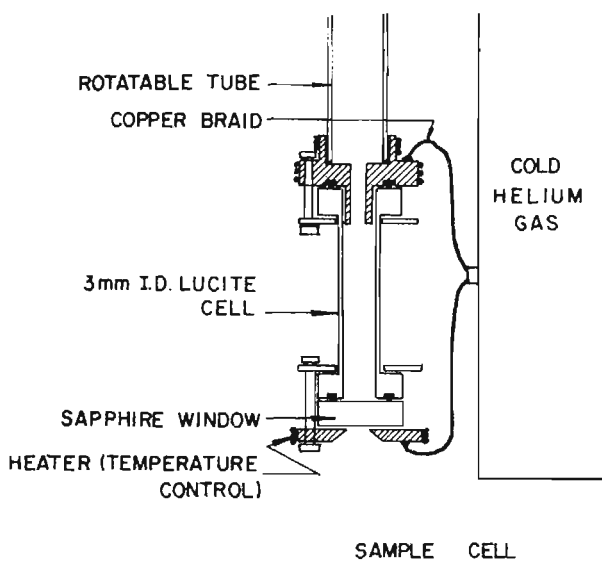 ROTATABLE TUBE
COPPER BRAID
COLD
HELIUM
GAS
3mm I.D. LUCITE
CELL
SAPPHIRE WINDOW
HEATER (TEMPERATURE
CONTROL)
SAMPLE CELL